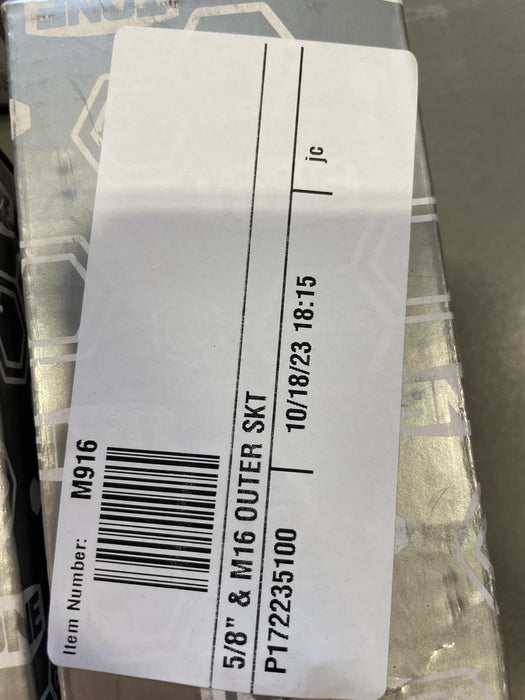 Item Number: M916
5/8" & M16 OUTER SKT
P172235100 10/18/23 18:15 jc